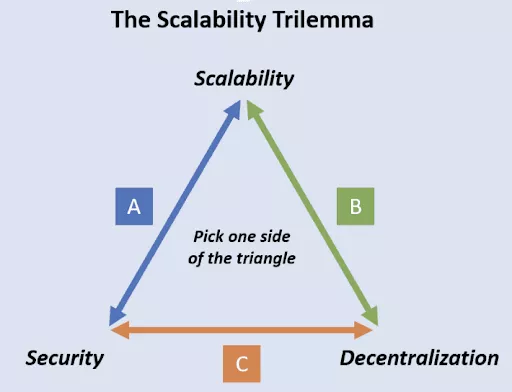 The Scalability Trilemma
Scalability
A
B
Pick one side
of the triangle
Security
C
Decentralization